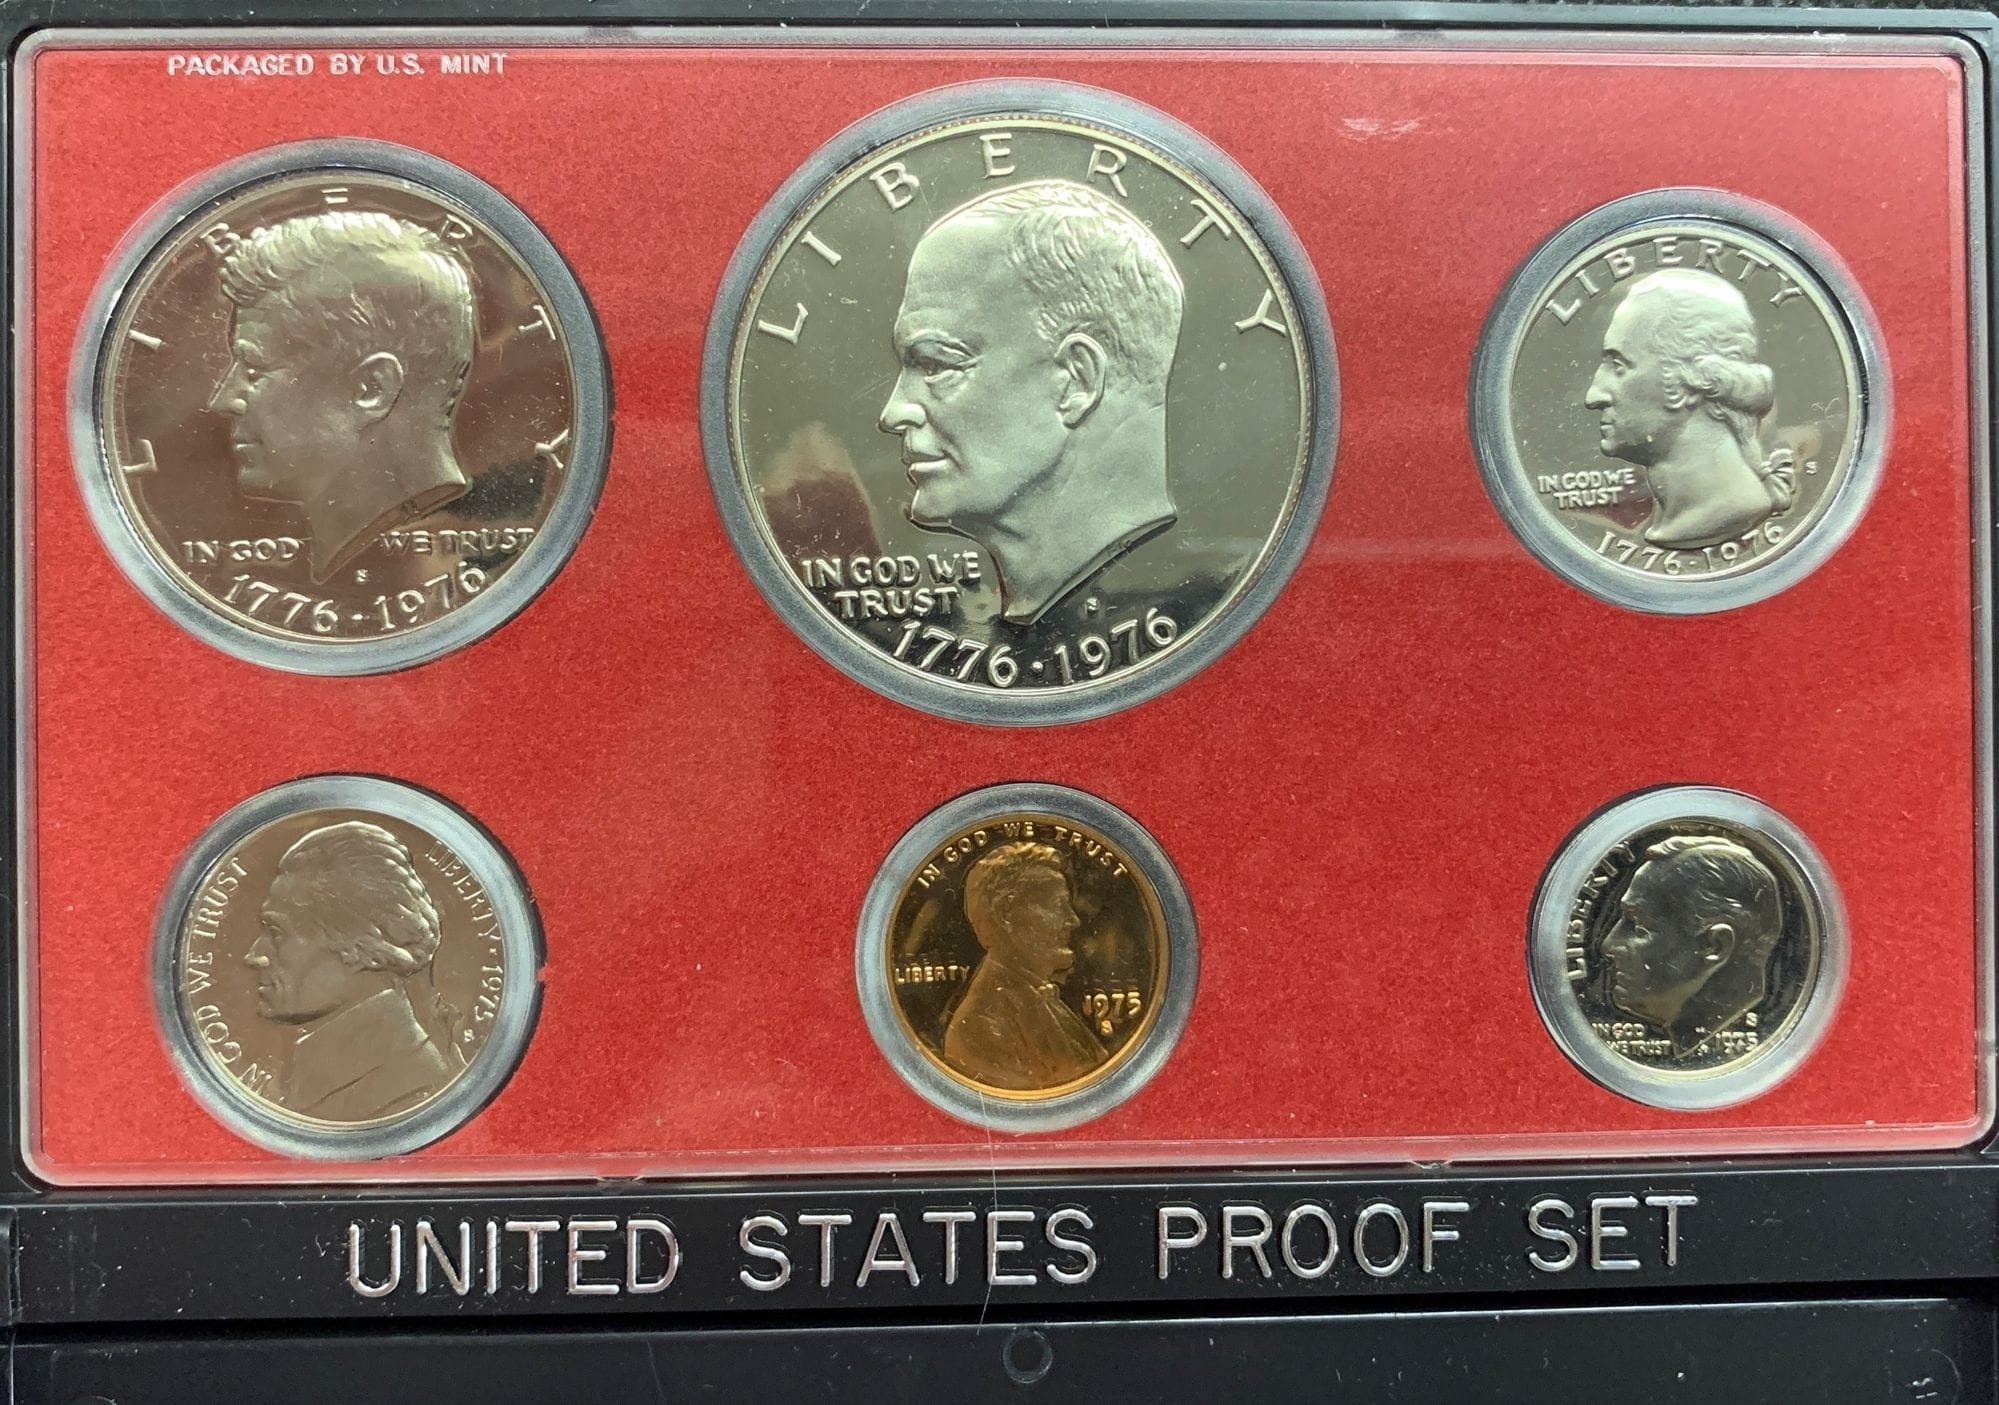 PACKAGED BY U.S. MINT
LIBERTY
IN GOD WE TRUST
S
1776·1976
LIBERTY
IN GOD WE
TRUST
S
1776·1976
LIBERTY
IN GOD WE
TRUST
S
1776·1976
IN GOD WE TRUST
LIBERTY·1975
S
IN GOD WE TRUST
LIBERTY
1975
S
LIBERTY
IN GOD
WE TRUST
S
1975
UNITED STATES PROOF SET